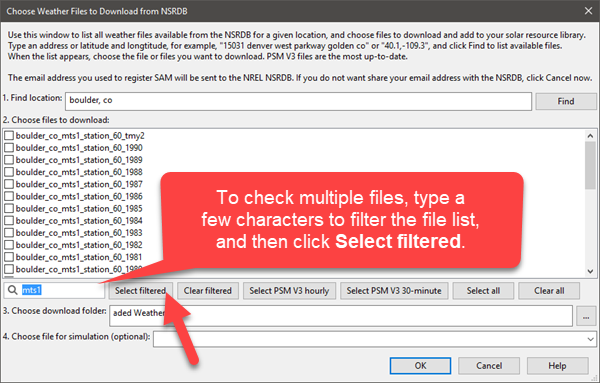 Choose Weather Files to Download from NSRDB
Use this window to list all weather files available from the NSRDB for a given location, and choose files to download and add to your solar resource library.
Type an address or latitude and longtitude, for example, "15031 denver west parkway golden co" or "40.1,-109.3", and click Find to list available files.
When the list appears, choose the file or files you want to download. PSM V3 files are the most up-to-date.
The email address you used to register SAM will be sent to the NREL NSRDB. If you do not want share your email address with the NSRDB, click Cancel now.
1. Find location: boulder, co Find
2. Choose files to download:
boulder_co_mts1_station_60_tmy2
boulder_co_mts1_station_60_1990
boulder_co_mts1_station_60_1989
boulder_co_mts1_station_60_1988
boulder_co_mts1_station_60_1987
boulder_co_mts1_station_60_1986
boulder_co_mts1_station_60_1985
boulder_co_mts1_station_60_1984
boulder_co_mts1_station_60_1983
boulder_co_mts1_station_60_1982
boulder_co_mts1_station_60_1981
To check multiple files, type a
few characters to filter the file list,
and then click Select filtered.
mts1 Select filtered Clear filtered Select PSM V3 hourly Select PSM V3 30-minute Select all Clear all
3. Choose download folder: aded Weather ...
4. Choose file for simulation (optional):
OK Cancel Help